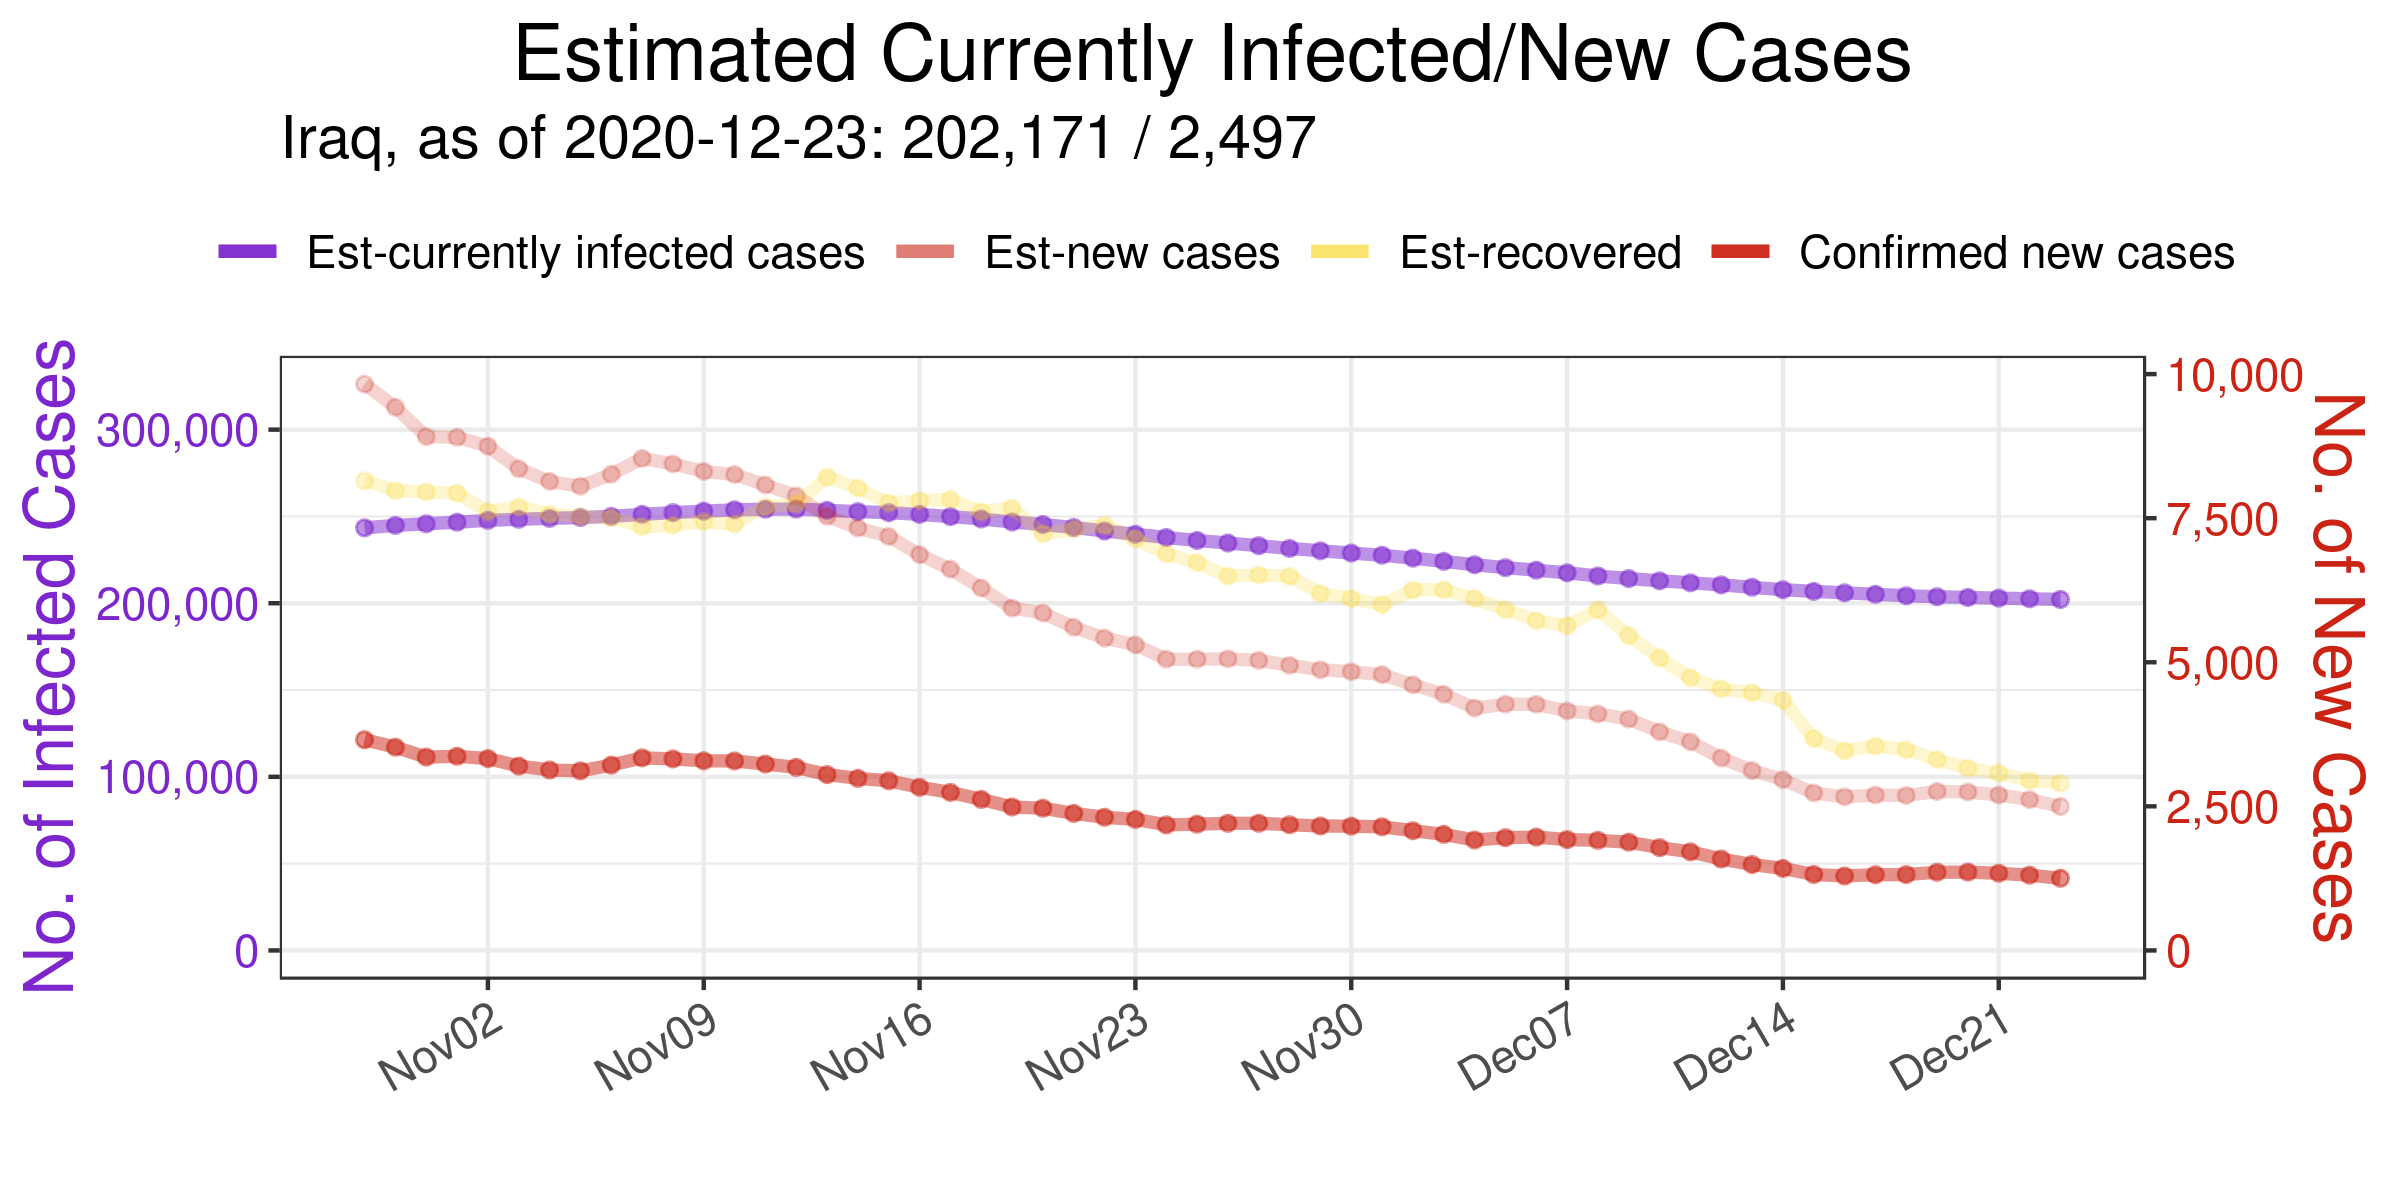 Estimated Currently Infected/New Cases
Iraq, as of 2020-12-23: 202,171 / 2,497
Est-currently infected cases Est-new cases Est-recovered Confirmed new cases
No. of Infected Cases
300,000
200,000
100,000
0
10,000
7,500
5,000
2,500
0
No. of New Cases
Nov02 Nov09 Nov16 Nov23 Nov30 Dec07 Dec14 Dec21